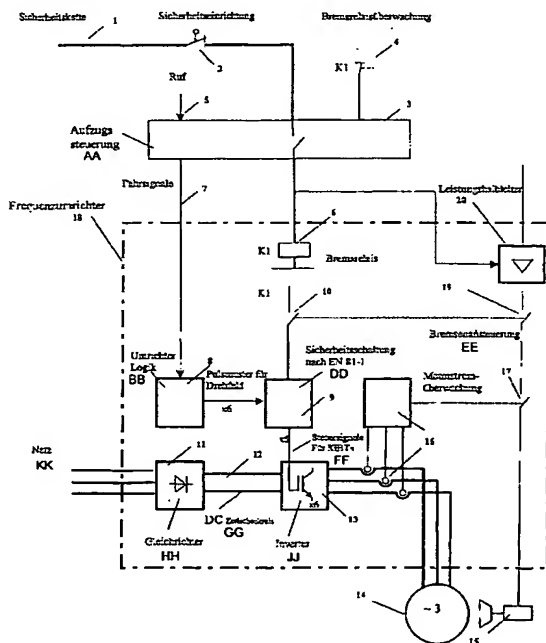 Sicherheitskette
1
Sicherheitseinrichtung
2
4
K1
Ruf
5
3
Aufzugs
steuerung
AA
Fahrsignale
7
Leistungshalbleiter
20
Frequenzumrichter
18
6
K1
Bremsrelais
K1
10
19
Bremsansteuerung
EE
Sicherheitsschaltung
nach EN 81-1
DD
Umrichter
Logik
BB
8
Pulsmuster für
Drehfeld
x6
9
Motorstrom-
überwachung
17
16
Netz
KK
11
12
Steuersignale
Für IGBTs
FF
x6
13
DC Zwischenkreis
GG
Gleichrichter
HH
Inverter
JJ
14
~ 3
15